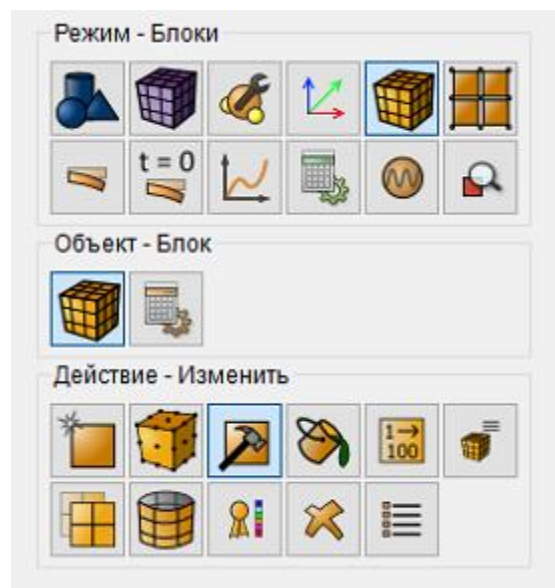 Режим - Блоки
t = 0
Объект - Блок
Действие - Изменить
1→
100